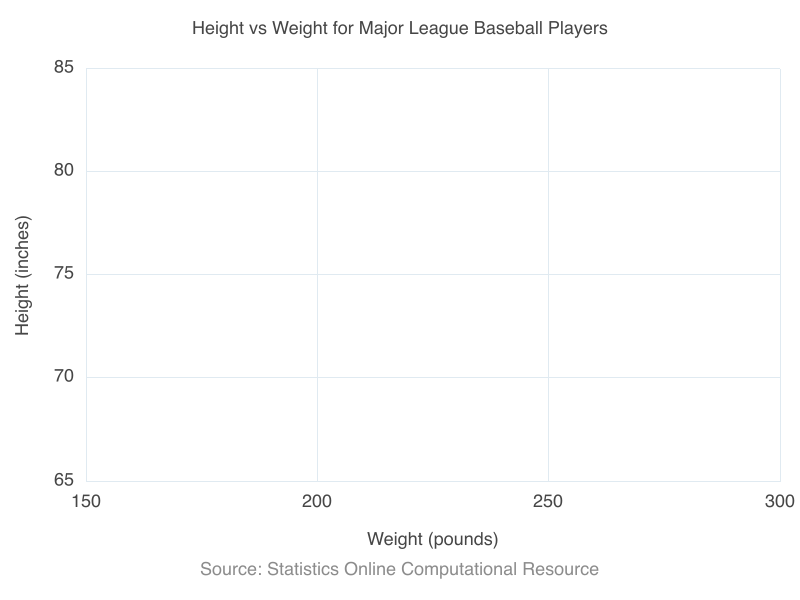 Height vs Weight for Major League Baseball Players
85
80
75
70
65
Height (inches)
150 200 250 300
Weight (pounds)
Source: Statistics Online Computational Resource